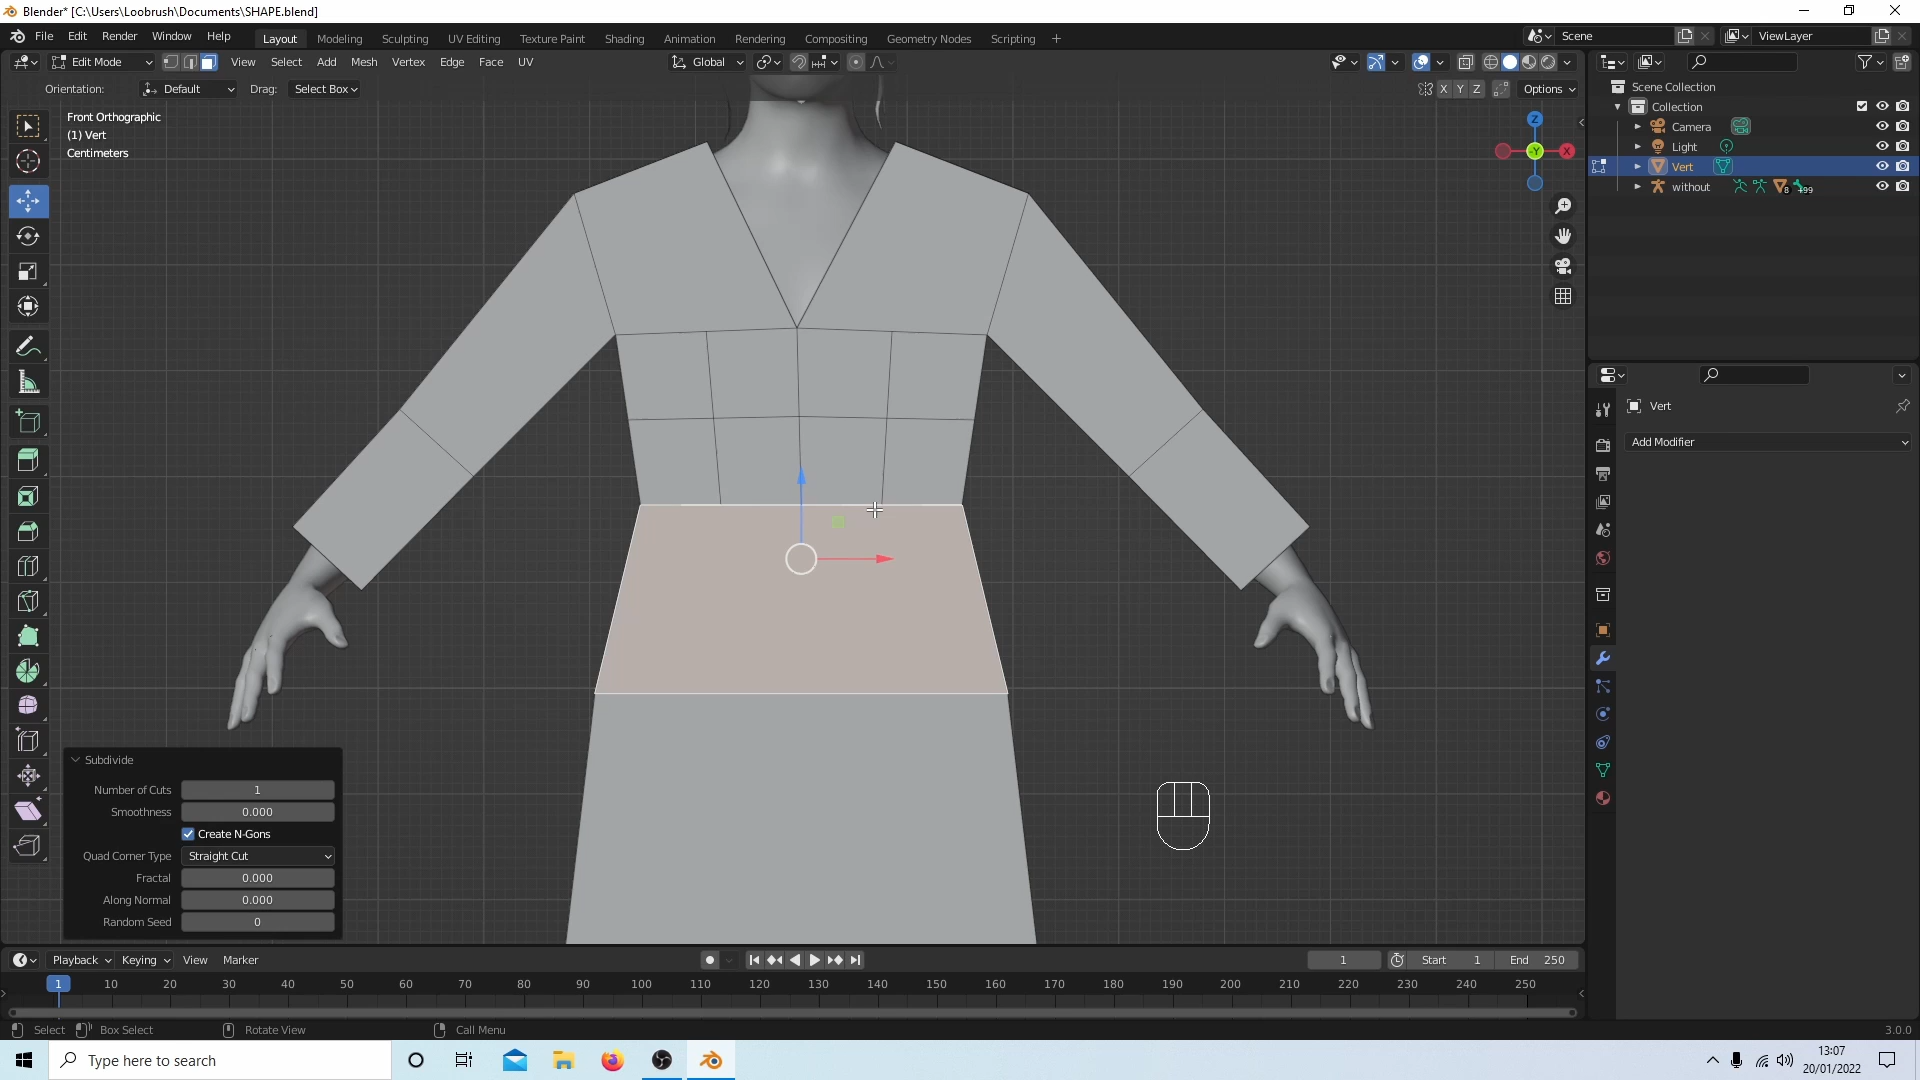 Blender* [C:\Users\Loobrush\Documents\SHAPE.blend]
File Edit Render Window Help Layout Modeling Sculpting UV Editing Texture Paint Shading Animation Rendering Compositing Geometry Nodes Scripting +
Scene ViewLayer
Edit Mode View Select Add Mesh Vertex Edge Face UV Global
Orientation: Default Drag: Select Box X Y Z Options
Front Orthographic
(1) Vert
Centimeters
Z
-Y X
Scene Collection
Collection
Camera
Light
Vert
without 8 99
Vert
Add Modifier
Subdivide
Number of Cuts 1
Smoothness 0.000
Create N-Gons
Quad Corner Type Straight Cut
Fractal 0.000
Along Normal 0.000
Random Seed 0
Playback Keying View Marker 1 Start 1 End 250
1 10 20 30 40 50 60 70 80 90 100 110 120 130 140 150 160 170 180 190 200 210 220 230 240 250
Select Box Select Rotate View Call Menu 3.0.0
Type here to search
13:07
20/01/2022